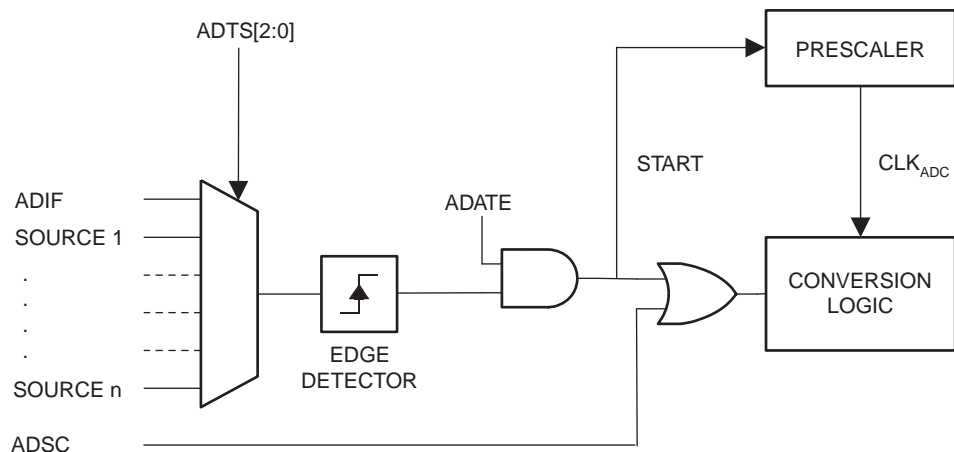 ADTS[2:0]
PRESCALER
START
CLKADC
ADIF
ADATE
SOURCE 1
.
.
.
.
CONVERSION
LOGIC
EDGE
DETECTOR
SOURCE n
ADSC